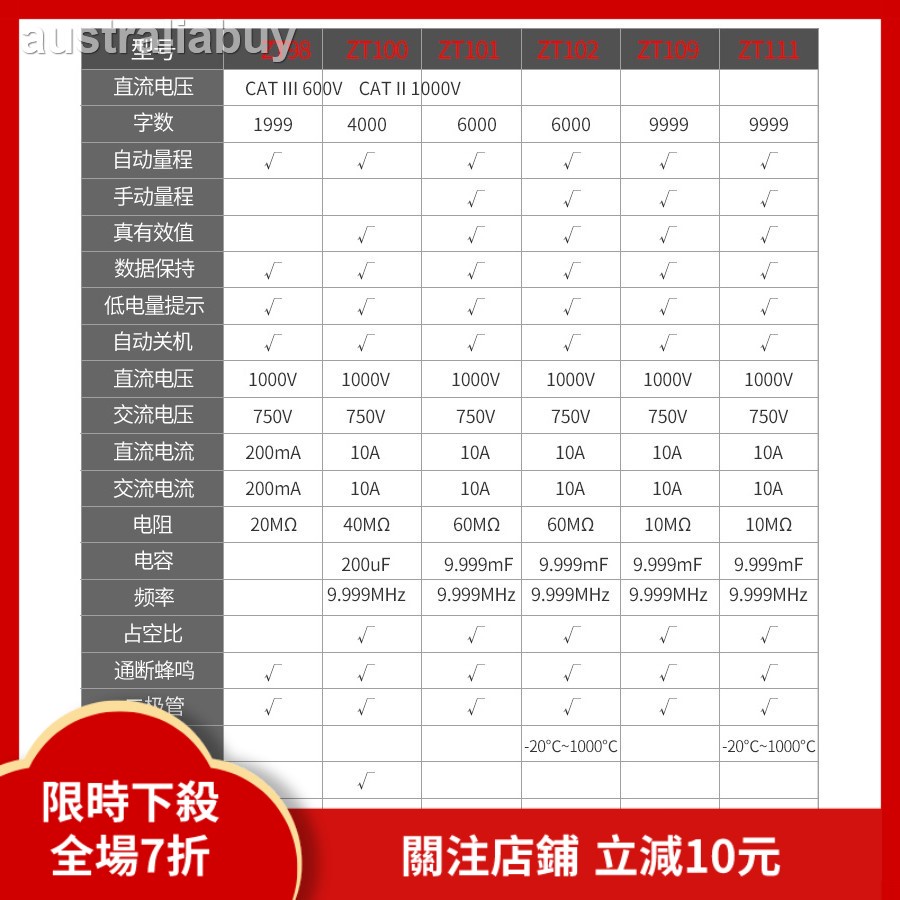 australiabuy
型号 ZT98 ZT100 ZT101 ZT102 ZT109 ZT111
直流电压 CAT III 600V CAT II 1000V
字数 1999 4000 6000 6000 9999 9999
自动量程 √ √ √ √ √ √
手动量程 √ √ √ √
真有效值 √ √ √ √ √
数据保持 √ √ √ √ √ √
低电量提示 √ √ √ √ √ √
自动关机 √ √ √ √ √ √
直流电压 1000V 1000V 1000V 1000V 1000V 1000V
交流电压 750V 750V 750V 750V 750V 750V
直流电流 200mA 10A 10A 10A 10A 10A
交流电流 200mA 10A 10A 10A 10A 10A
电阻 20MΩ 40MΩ 60MΩ 60MΩ 10MΩ 10MΩ
电容 200uF 9.999mF 9.999mF 9.999mF 9.999mF
频率 9.999MHz 9.999MHz 9.999MHz 9.999MHz 9.999MHz
占空比 √ √ √ √ √
通断蜂鸣 √ √ √ √ √ √
极管 √ √ √ √ √ √
-20°C~1000°C -20°C~1000°C
√
限時下殺
全場7折
關注店鋪 立減10元